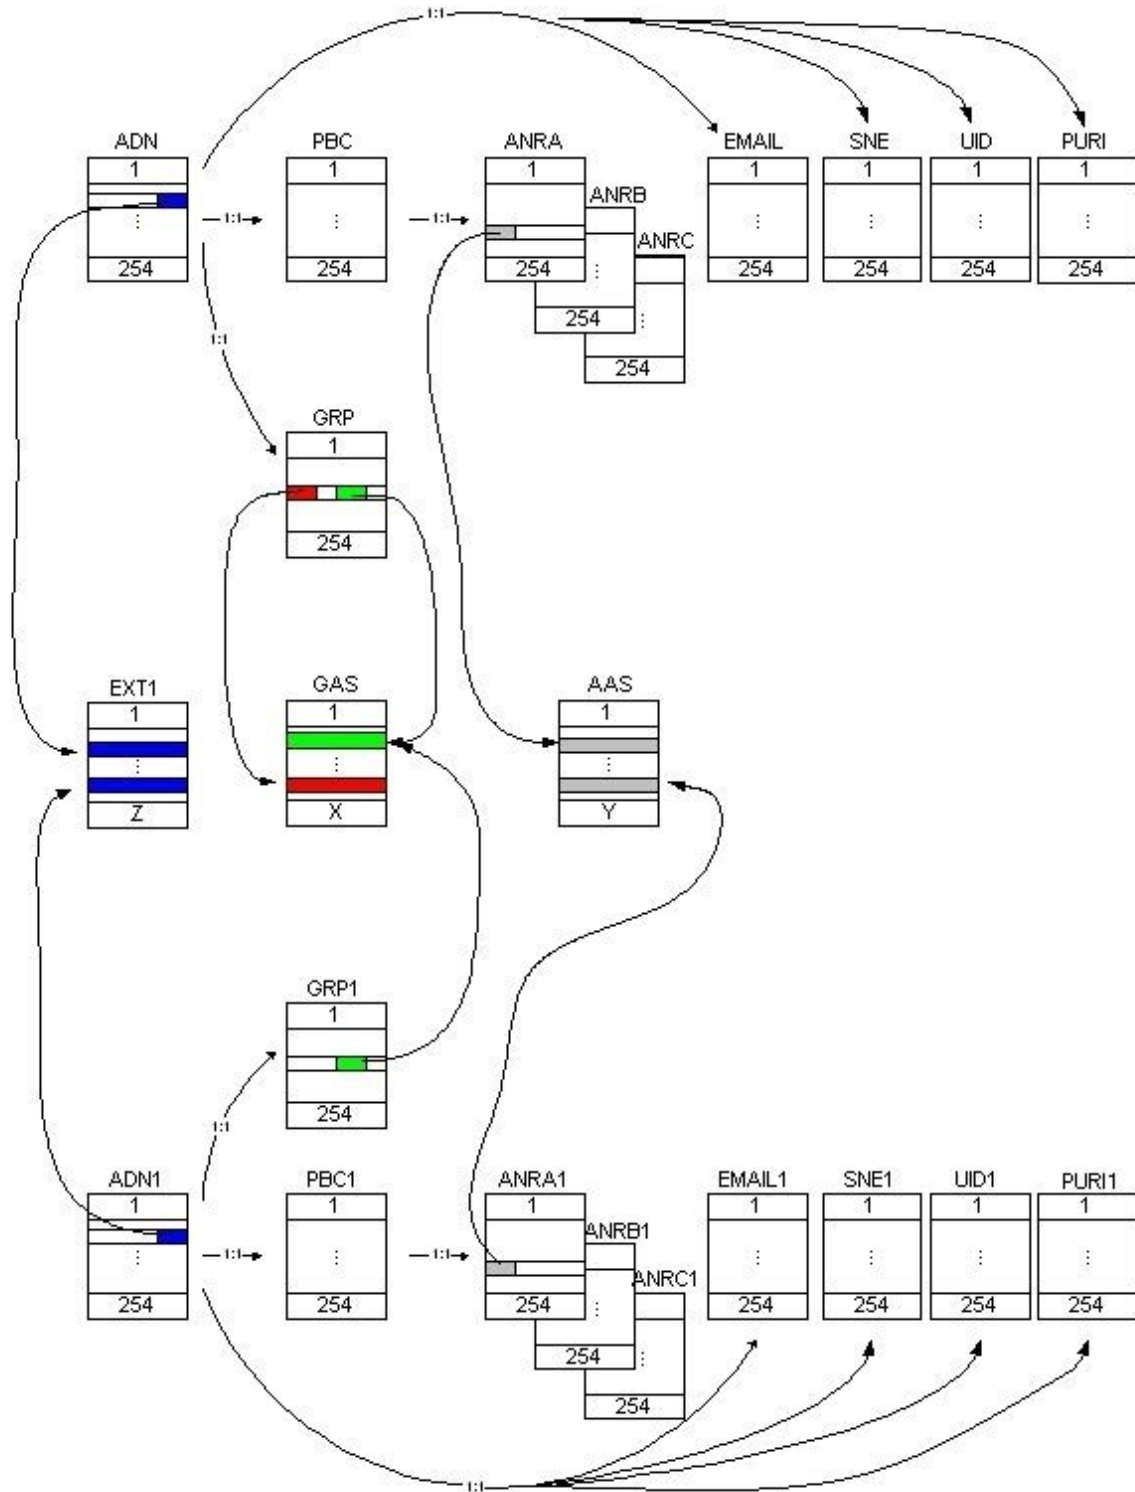 1:1
ADN PBC ANRA EMAIL SNE UID PURI
1 1 1 1 1 1 1
ANRB
1:1 1:1
⋮ ⋮ ⋮ ⋮ ⋮ ⋮
ANRC
254 254 254 254 254 254 254
⋮
254 ⋮
1:1
254
GRP
1
254
EXT1 GAS AAS
1 1 1
⋮ ⋮ ⋮
Z X Y
GRP1
1
254
1:1
ADN1 PBC1 ANRA1 EMAIL1 SNE1 UID1 PURI1
1 1 1 1 1 1 1
ANRB1
1:1 1:1
⋮ ⋮ ⋮ ⋮ ⋮ ⋮
ANRC1
254 254 254 254 254 254 254
⋮
254 ⋮
254
1:1